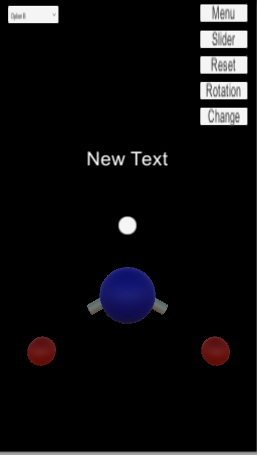 Option B
Menu
Slider
Reset
Rotation
Change
New Text